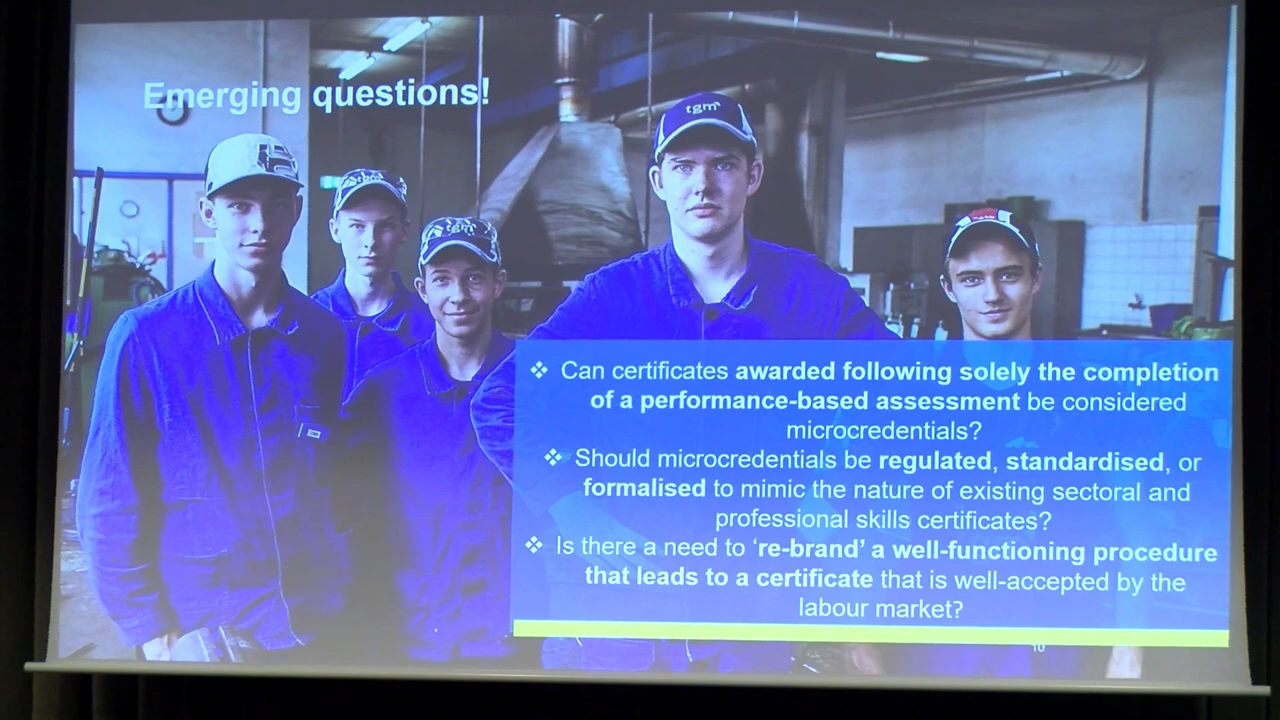 Emerging questions!
tgm
tgm
tgm
❖ Can certificates awarded following solely the completion
of a performance-based assessment be considered
microcredentials?
❖ Should microcredentials be regulated, standardised, or
formalised to mimic the nature of existing sectoral and
professional skills certificates?
❖ Is there a need to ‘re-brand’ a well-functioning procedure
that leads to a certificate that is well-accepted by the
labour market?
10